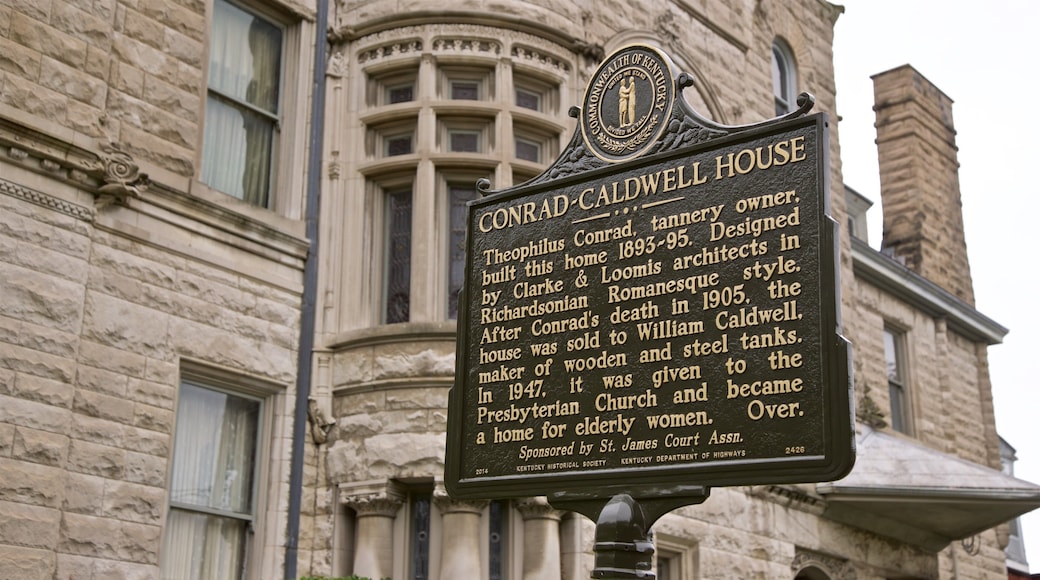 COMMONWEALTH OF KENTUCKY
UNITED WE STAND
DIVIDED WE FALL
CONRAD-CALDWELL HOUSE
Theophilus Conrad, tannery owner,
built this home 1893-95. Designed
by Clarke & Loomis architects in
Richardsonian Romanesque style.
After Conrad's death in 1905, the
house was sold to William Caldwell,
maker of wooden and steel tanks.
In 1947, it was given to the
Presbyterian Church and became
a home for elderly women. Over.
Sponsored by St. James Court Assn.
2014 KENTUCKY HISTORICAL SOCIETY KENTUCKY DEPARTMENT OF HIGHWAYS 2426